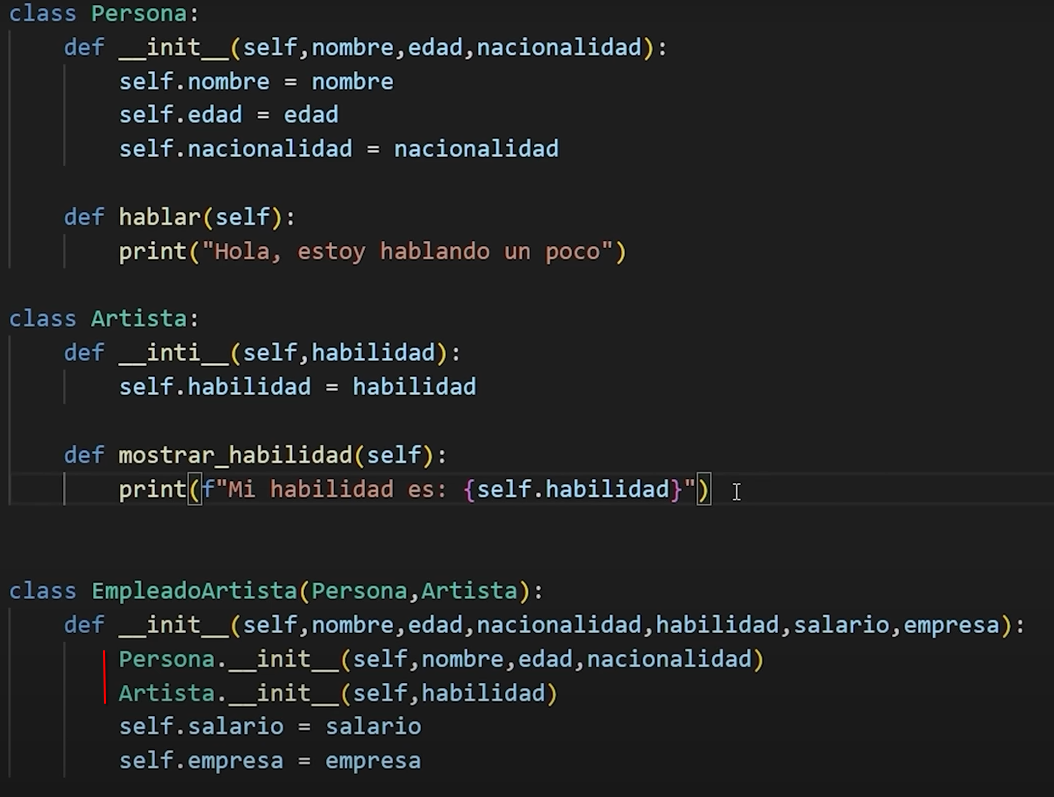 class Persona:
    def __init__(self,nombre,edad,nacionalidad):
        self.nombre = nombre
        self.edad = edad
        self.nacionalidad = nacionalidad

    def hablar(self):
        print("Hola, estoy hablando un poco")

class Artista:
    def __inti__(self,habilidad):
        self.habilidad = habilidad

    def mostrar_habilidad(self):
        print(f"Mi habilidad es: {self.habilidad}")


class EmpleadoArtista(Persona,Artista):
    def __init__(self,nombre,edad,nacionalidad,habilidad,salario,empresa):
        Persona.__init__(self,nombre,edad,nacionalidad)
        Artista.__init__(self,habilidad)
        self.salario = salario
        self.empresa = empresa